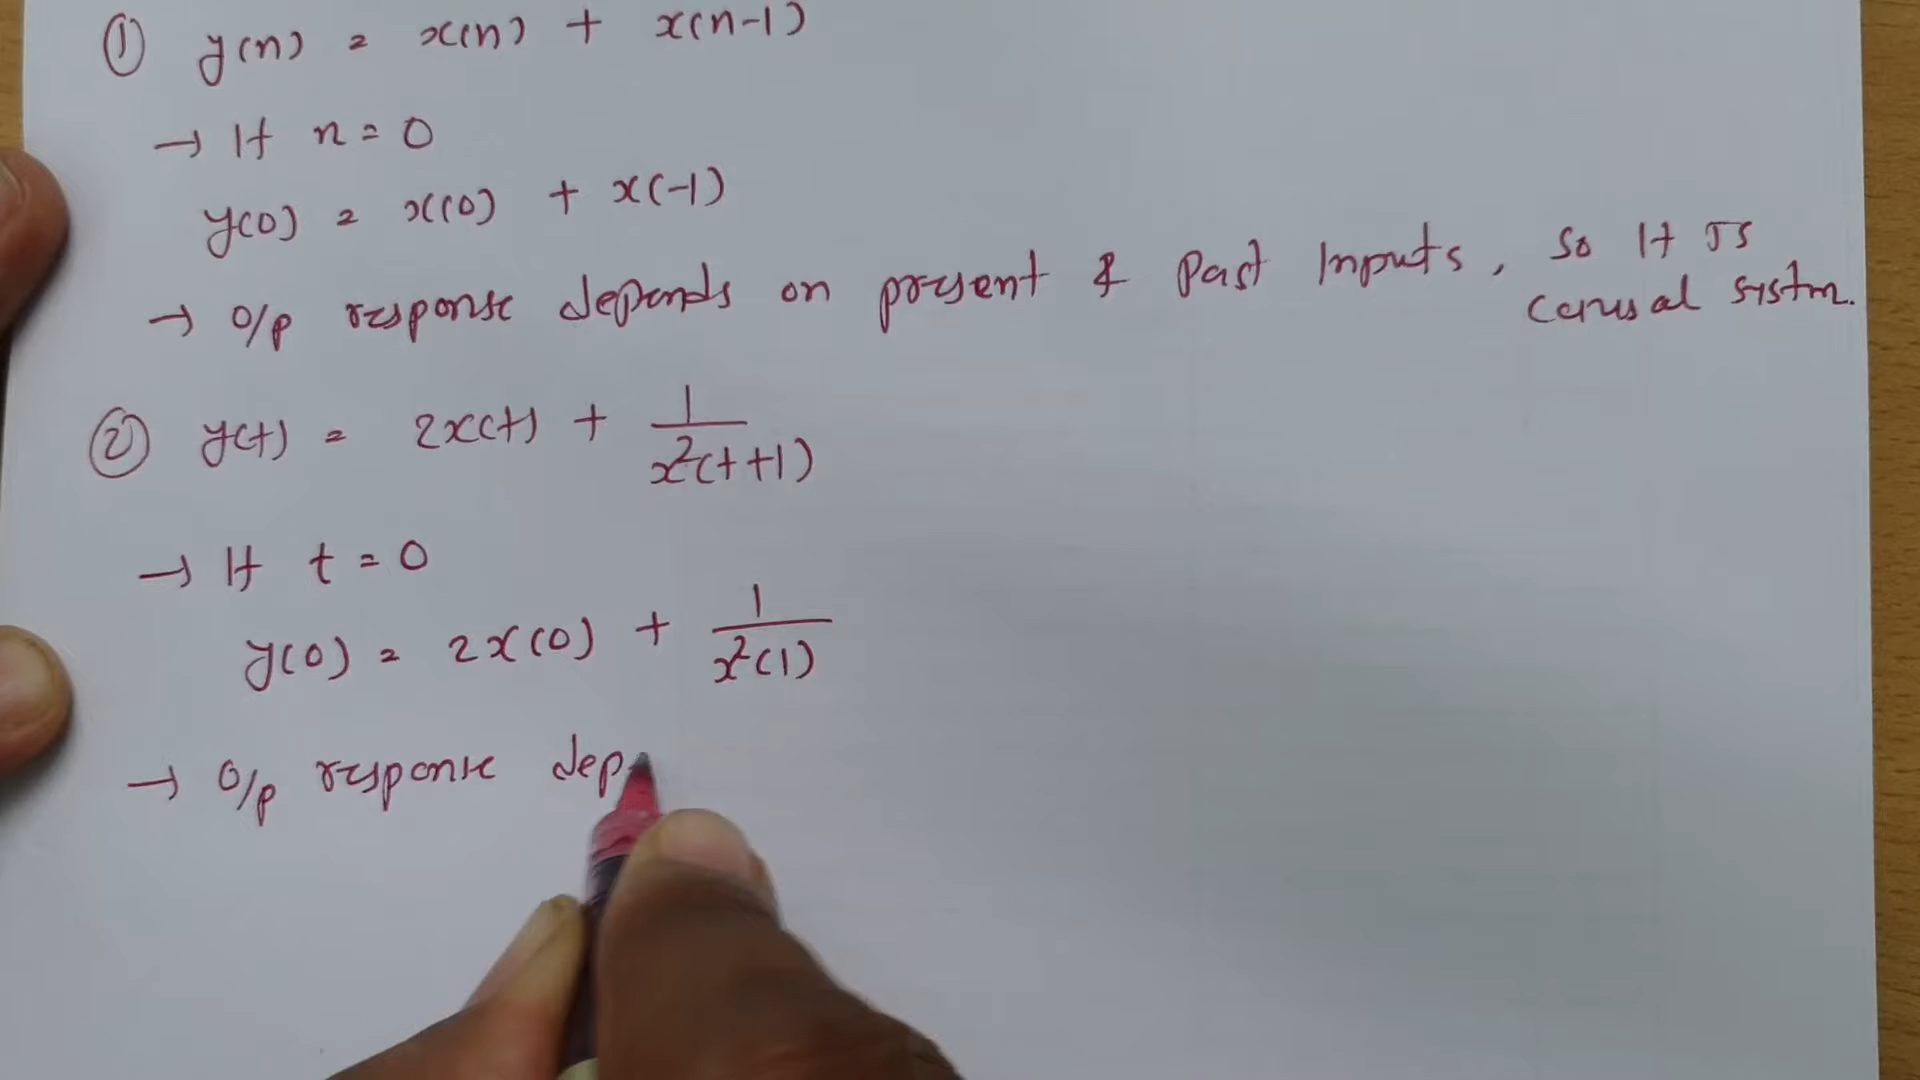 ① y(n) = x(n) + x(n-1)
→ If n = 0
y(0) = x(0) + x(-1)
→ O/p response depends on present & Past Inputs, so It Is
causal system.
② y(t) = 2x(t) + 1/x²(t+1)
→ If t = 0
y(0) = 2x(0) + 1/x²(1)
→ O/p response dep